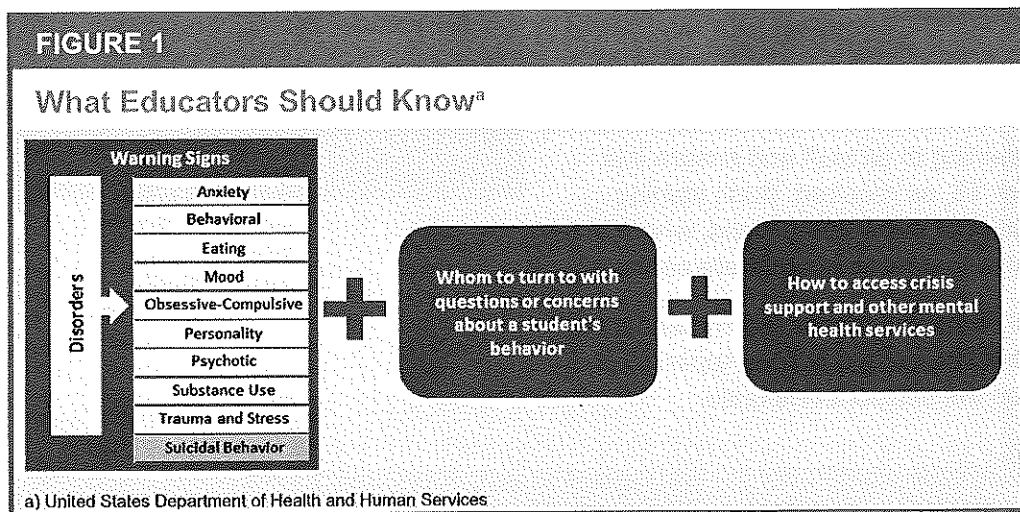 FIGURE 1
What Educators Should Knowᵃ
Warning Signs
Disorders
Anxiety
Behavioral
Eating
Mood
Obsessive-Compulsive
Personality
Psychotic
Substance Use
Trauma and Stress
Suicidal Behavior
Whom to turn to with
questions or concerns
about a student's
behavior
How to access crisis
support and other mental
health services
a) United States Department of Health and Human Services